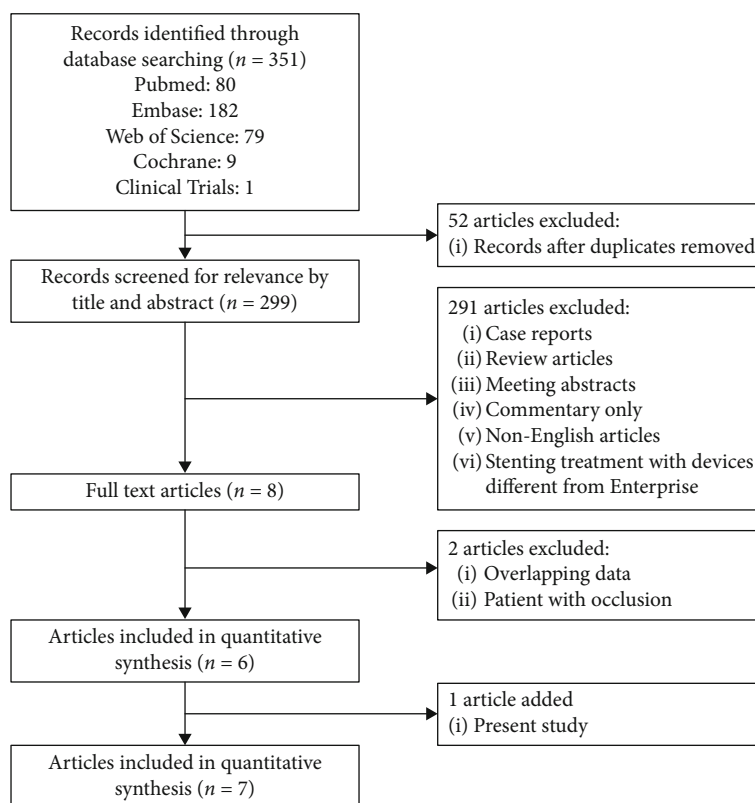 Records identified through
database searching (n = 351)
Pubmed: 80
Embase: 182
Web of Science: 79
Cochrane: 9
Clinical Trials: 1
52 articles excluded:
(i) Records after duplicates removed
Records screened for relevance by
title and abstract (n = 299)
291 articles excluded:
(i) Case reports
(ii) Review articles
(iii) Meeting abstracts
(iv) Commentary only
(v) Non-English articles
(vi) Stenting treatment with devices
different from Enterprise
Full text articles (n = 8)
2 articles excluded:
(i) Overlapping data
(ii) Patient with occlusion
Articles included in quantitative
synthesis (n = 6)
1 article added
(i) Present study
Articles included in quantitative
synthesis (n = 7)